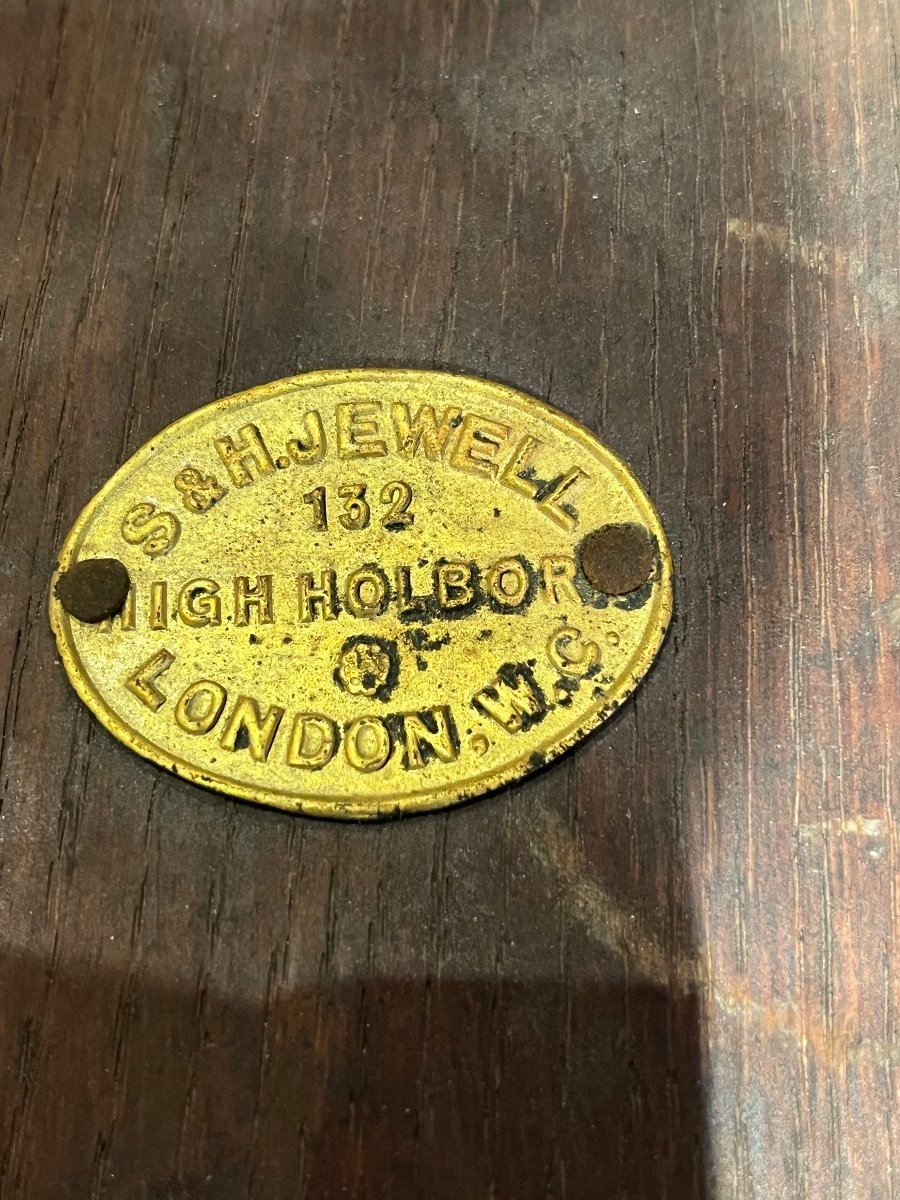 S & H. JEWELL
132
HIGH HOLBOR
LONDON, W.C.